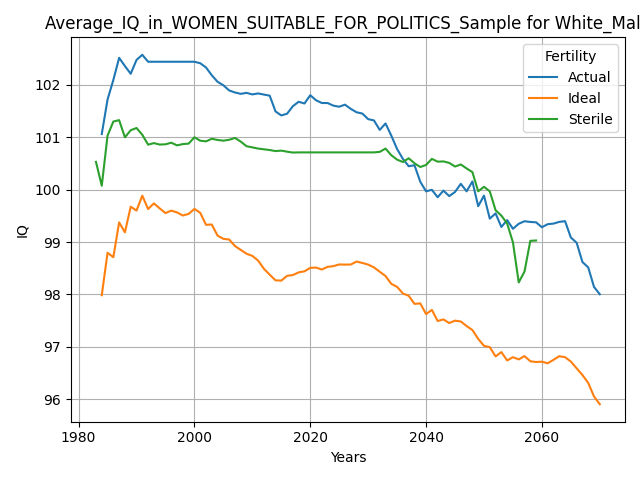 Average_IQ_in_WOMEN_SUITABLE_FOR_POLITICS_Sample for White_Mal
Fertility
Actual
Ideal
Sterile
IQ
102
101
100
99
98
97
96
1980
2000
2020
2040
2060
Years